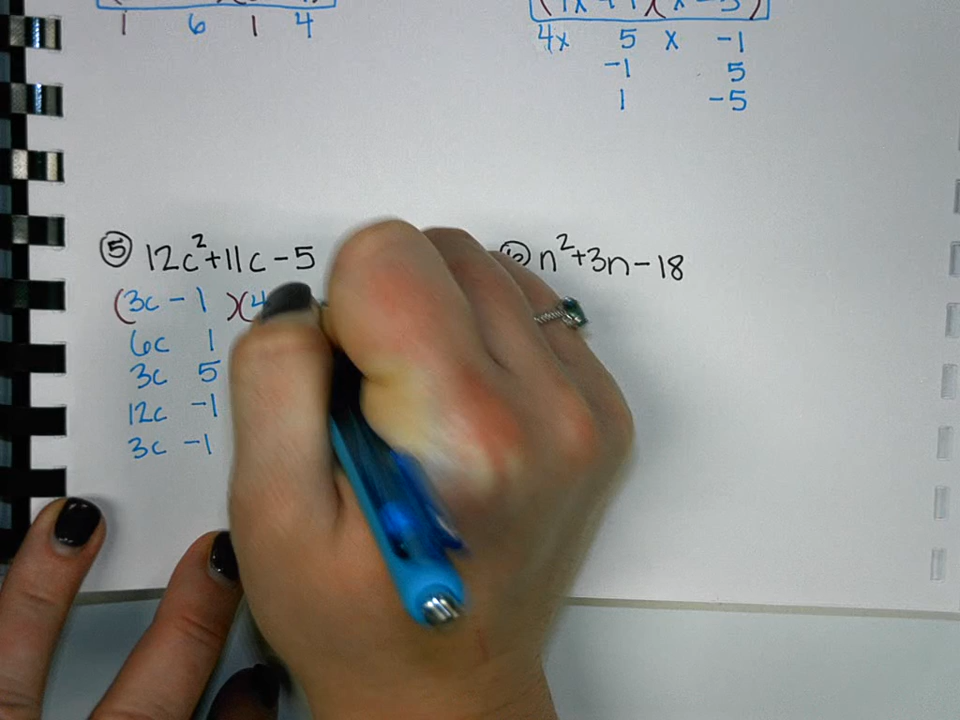 1 6 1 4
4x 5 x -1
-1 5
1 -5
⑤ 12c²+11c-5
n²+3n-18
(3c - 1 )(4
6c 1
3c 5
12c -1
3c -1